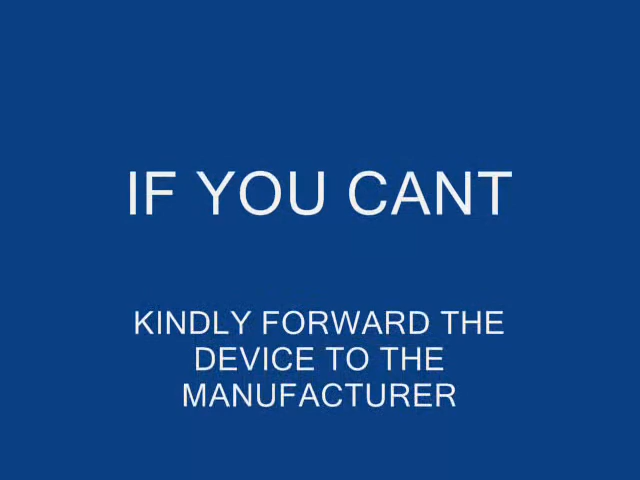 IF YOU CANT
KINDLY FORWARD THE
DEVICE TO THE
MANUFACTURER